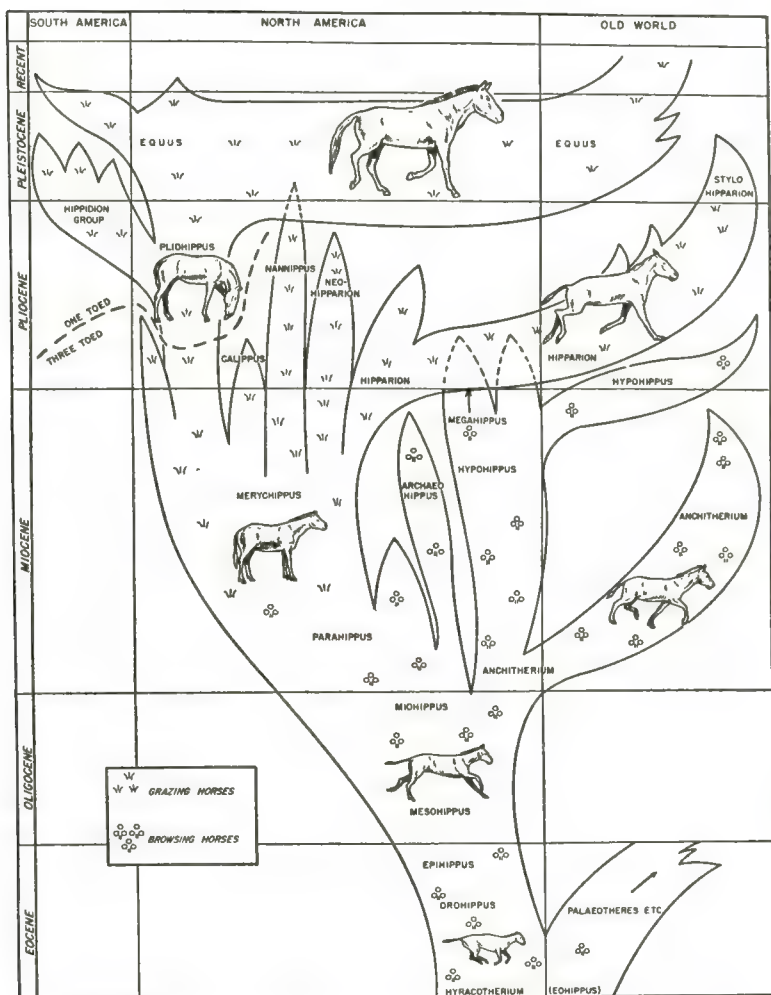 SOUTH AMERICA
NORTH AMERICA
OLD WORLD
RECENT
PLEISTOCENE
EQUUS
EQUUS
STYLO
HIPPARION
HIPPIDION
GROUP
PLIOCENE
PLIOHIPPUS
NANNIPPUS
NEO-
HIPPARION
ONE TOED
THREE TOED
CALIPPUS
HIPPARION
HIPPARION
HYPOHIPPUS
MEGAHIPPUS
MIOCENE
MERYCHIPPUS
ARCHAEO
HIPPUS
HYPOHIPPUS
ANCHITHERIUM
PARAHIPPUS
ANCHITHERIUM
OLIGOCENE
MIOHIPPUS
MESOHIPPUS
GRAZING HORSES
BROWSING HORSES
EOCENE
EPIHIPPUS
OROHIPPUS
PALAEOTHERES ETC.
HYRACOTHERIUM
(EOHIPPUS)